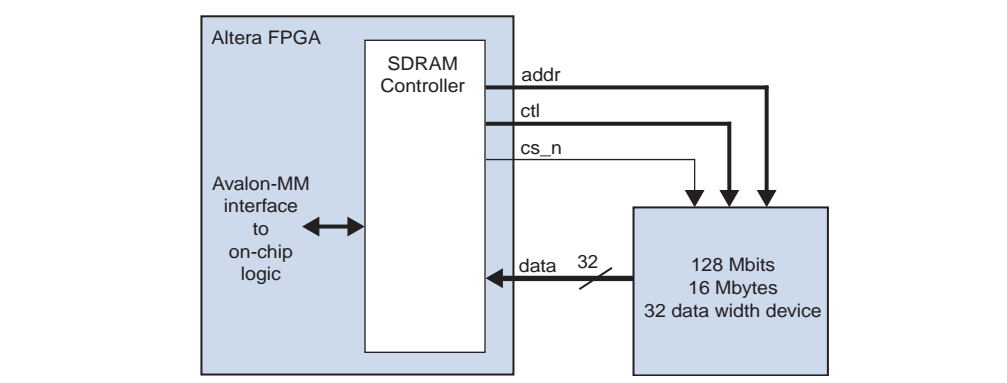 Altera FPGA
SDRAM
Controller
addr
ctl
cs_n
Avalon-MM
interface
to
on-chip
logic
data
32
128 Mbits
16 Mbytes
32 data width device